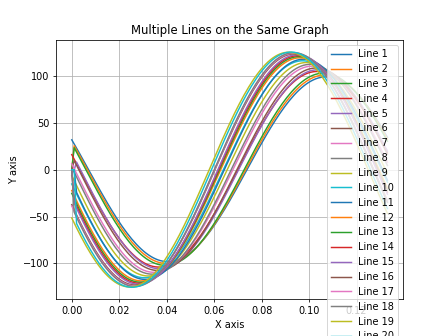 Multiple Lines on the Same Graph
Y axis
100
50
0
−50
−100
0.00
0.02
0.04
0.06
0.08
0.10
X axis
Line 1
Line 2
Line 3
Line 4
Line 5
Line 6
Line 7
Line 8
Line 9
Line 10
Line 11
Line 12
Line 13
Line 14
Line 15
Line 16
Line 17
Line 18
Line 19
Line 20